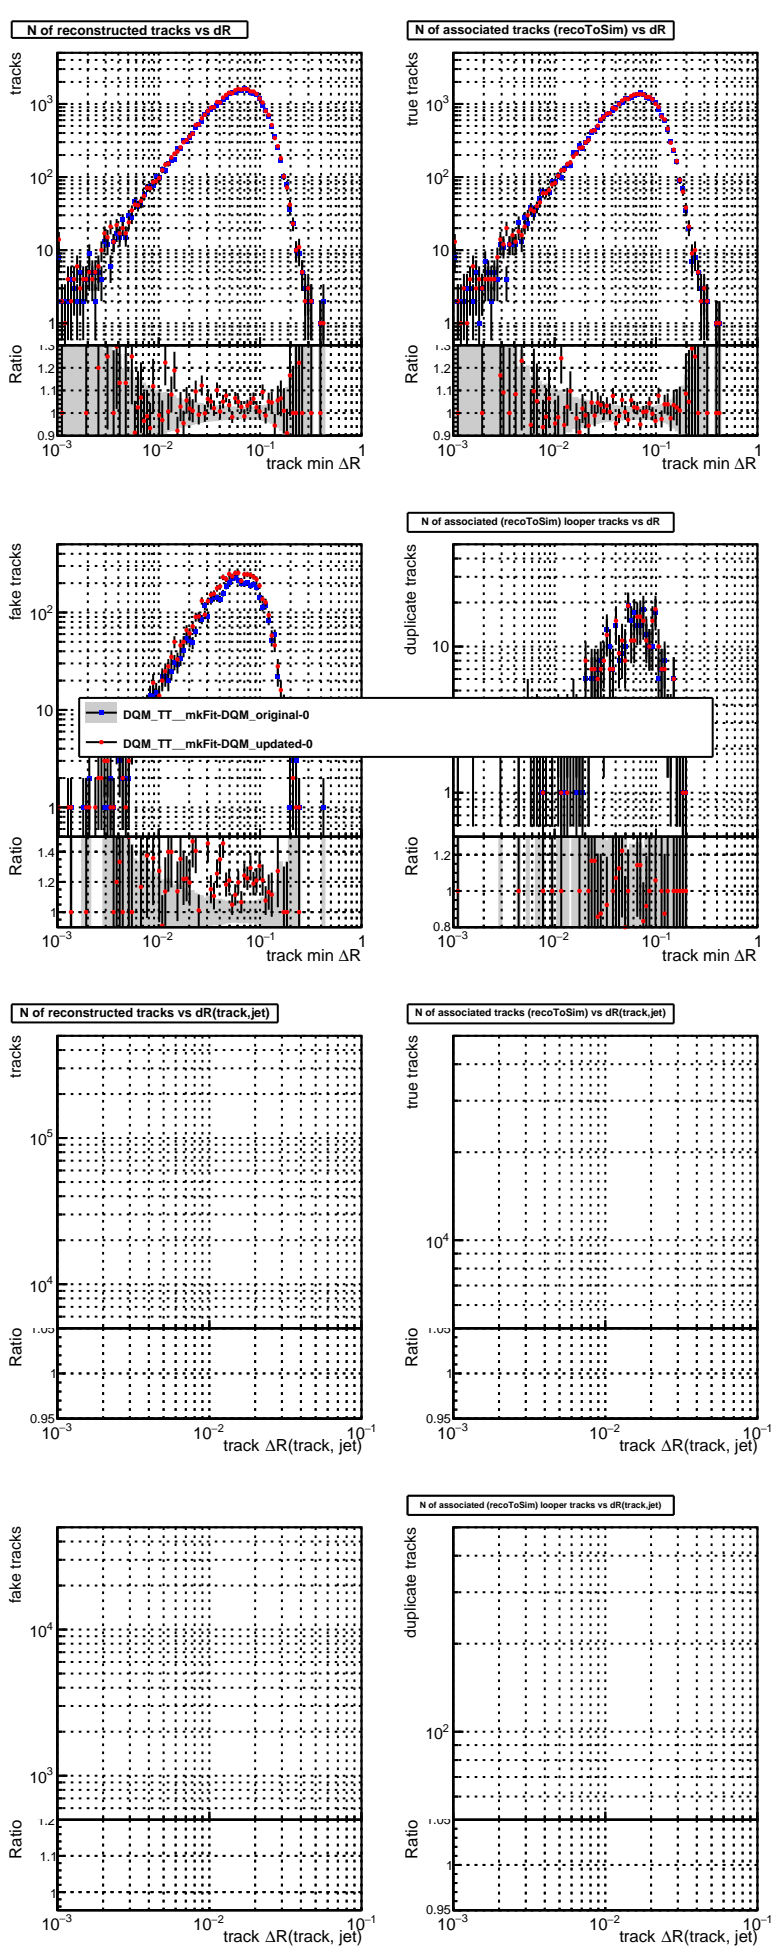 N of reconstructed tracks vs dR
tracks
10³
10²
10
1
Ratio
1.3
1.2
1.1
1
0.9
10⁻³ 10⁻² 10⁻¹ 1
track min ΔR
N of associated tracks (recoToSim) vs dR
true tracks
10³
10²
10
1
Ratio
1.3
1.2
1.1
1
0.9
10⁻³ 10⁻² 10⁻¹ 1
track min ΔR
fake tracks
10²
10
1
Ratio
1.4
1.2
1
10⁻³ 10⁻² 10⁻¹ 1
track min ΔR
N of associated (recoToSim) looper tracks vs dR
duplicate tracks
10
1
Ratio
1.2
1
0.8
10⁻³ 10⁻² 10⁻¹ 1
track min ΔR
DQM_TT__mkFit-DQM_original-0
DQM_TT__mkFit-DQM_updated-0
N of reconstructed tracks vs dR(track,jet)
tracks
10⁵
10⁴
Ratio
1.05
1
0.95
10⁻³ 10⁻² 10⁻¹
track ΔR(track, jet)
N of associated tracks (recoToSim) vs dR(track,jet)
true tracks
10⁴
Ratio
1.05
1
0.95
10⁻³ 10⁻² 10⁻¹
track ΔR(track, jet)
fake tracks
10⁴
10³
Ratio
1.2
1.1
1
10⁻³ 10⁻² 10⁻¹
track ΔR(track, jet)
N of associated (recoToSim) looper tracks vs dR(track,jet)
duplicate tracks
10²
Ratio
1.05
1
0.95
10⁻³ 10⁻² 10⁻¹
track ΔR(track, jet)